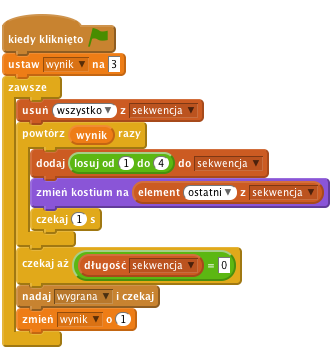 kiedy kliknięto
ustaw wynik na 3
zawsze
usuń wszystko z sekwencja
powtórz wynik razy
dodaj losuj od 1 do 4 do sekwencja
zmień kostium na element ostatni z sekwencja
czekaj 1 s
czekaj aż długość sekwencja = 0
nadaj wygrana i czekaj
zmień wynik o 1